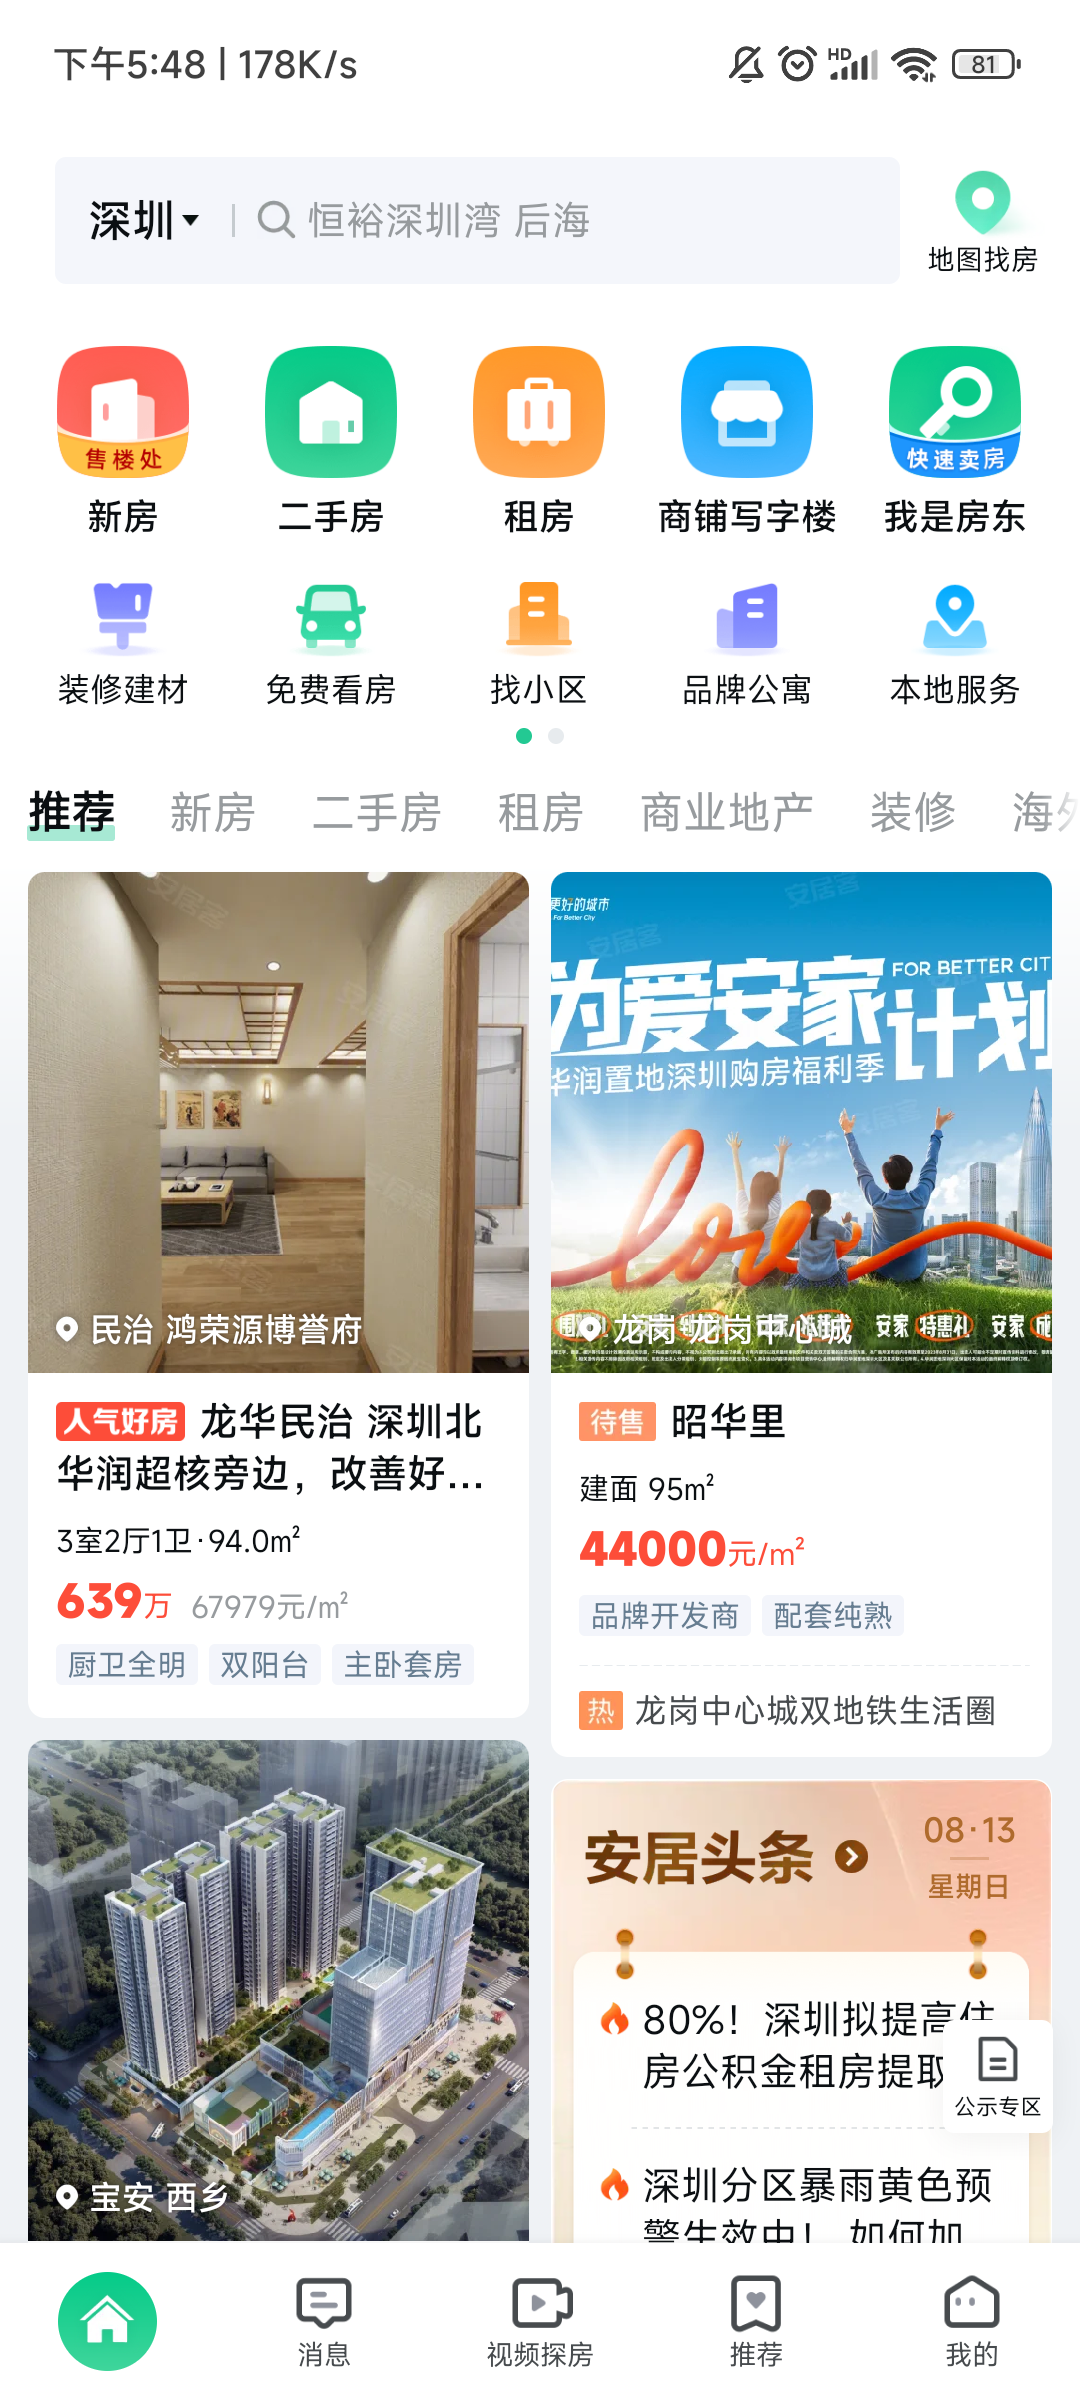 下午5:48 | 178K/s
HD
81
深圳
恒裕深圳湾 后海
地图找房
售楼处
快速卖房
新房
二手房
租房
商铺写字楼
我是房东
装修建材
免费看房
找小区
品牌公寓
本地服务
推荐
新房
二手房
租房
商业地产
装修
海外
安居客
更好的城市
For Better City
为爱安家计划
FOR BETTER CIT
华润置地深圳购房福利季
love
民治 鸿荣源博誉府
龙岗 龙岗中心城
安家 特惠礼 安家
人气好房 龙华民治 深圳北
华润超核旁边，改善好...
3室2厅1卫·94.0m²
639万 67979元/m²
厨卫全明 双阳台 主卧套房
待售 昭华里
建面 95m²
44000元/m²
品牌开发商 配套纯熟
热 龙岗中心城双地铁生活圈
宝安 西乡
安居头条
08·13
星期日
80%！深圳拟提高住
房公积金租房提取
公示专区
深圳分区暴雨黄色预
警生效中！ 如何加
消息
视频探房
推荐
我的